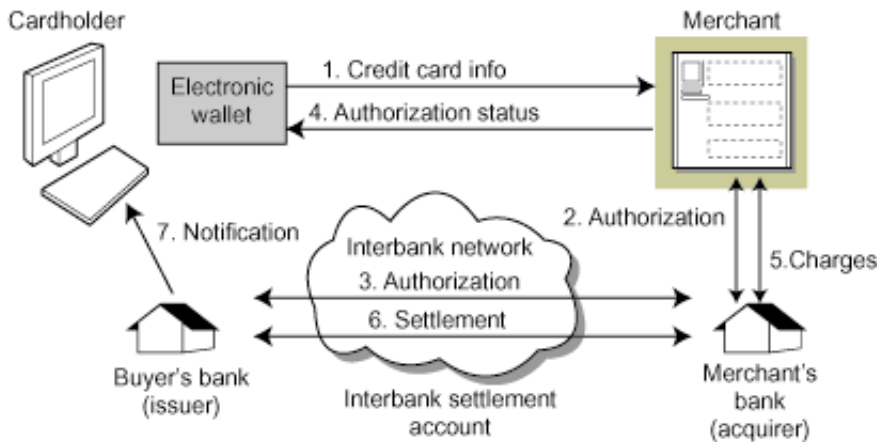 Cardholder
Merchant
Electronic
wallet
1. Credit card info
4. Authorization status
2. Authorization
5.Charges
7. Notification
Interbank network
3. Authorization
6. Settlement
Buyer's bank
(issuer)
Interbank settlement
account
Merchant's
bank
(acquirer)